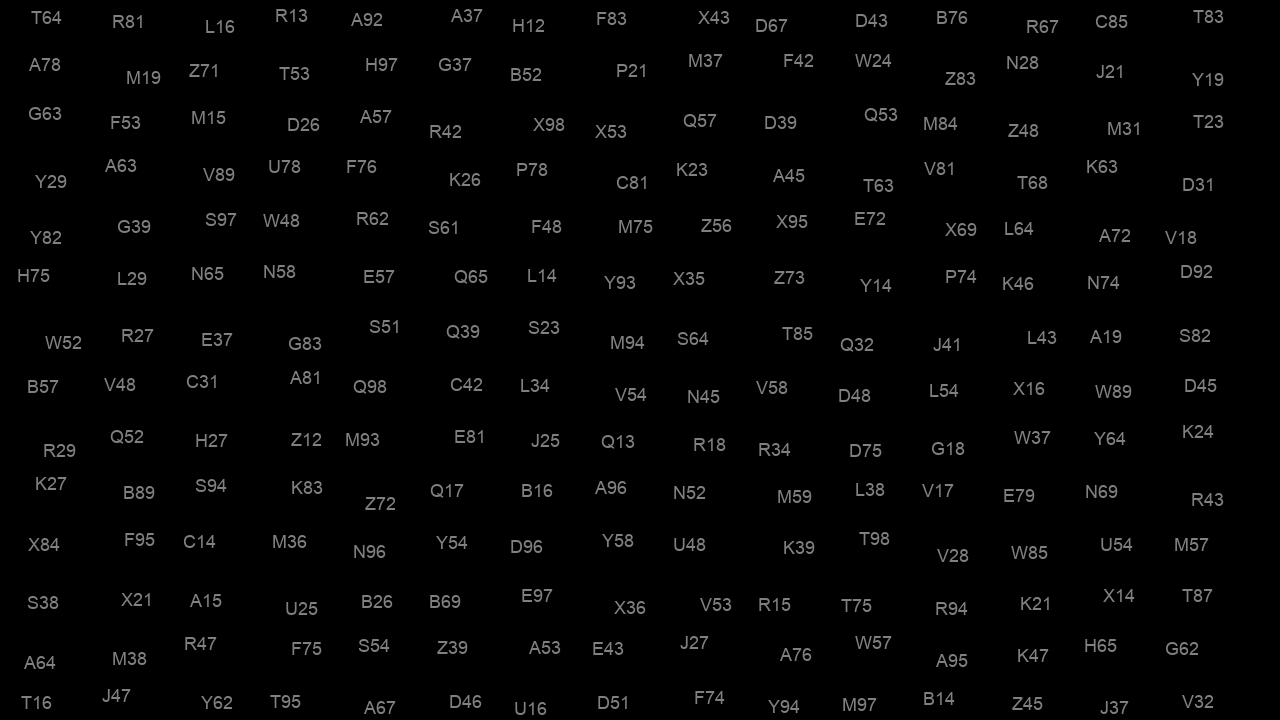 T64 R81 L16 R13 A92 A37 H12 F83 X43 D67 D43 B76 R67 C85 T83
A78 M19 Z71 T53 H97 G37 B52 P21 M37 F42 W24 Z83 N28 J21 Y19
G63 F53 M15 D26 A57 R42 X98 X53 Q57 D39 Q53 M84 Z48 M31 T23
Y29 A63 V89 U78 F76 K26 P78 C81 K23 A45 T63 V81 T68 K63 D31
Y82 G39 S97 W48 R62 S61 F48 M75 Z56 X95 E72 X69 L64 A72 V18
H75 L29 N65 N58 E57 Q65 L14 Y93 X35 Z73 Y14 P74 K46 N74 D92
W52 R27 E37 G83 S51 Q39 S23 M94 S64 T85 Q32 J41 L43 A19 S82
B57 V48 C31 A81 Q98 C42 L34 V54 N45 V58 D48 L54 X16 W89 D45
R29 Q52 H27 Z12 M93 E81 J25 Q13 R18 R34 D75 G18 W37 Y64 K24
K27 B89 S94 K83 Z72 Q17 B16 A96 N52 M59 L38 V17 E79 N69 R43
X84 F95 C14 M36 N96 Y54 D96 Y58 U48 K39 T98 V28 W85 U54 M57
S38 X21 A15 U25 B26 B69 E97 X36 V53 R15 T75 R94 K21 X14 T87
A64 M38 R47 F75 S54 Z39 A53 E43 J27 A76 W57 A95 K47 H65 G62
T16 J47 Y62 T95 A67 D46 U16 D51 F74 Y94 M97 B14 Z45 J37 V32